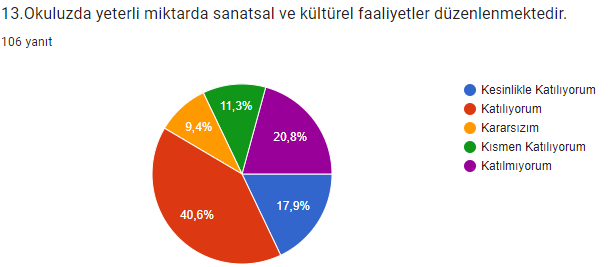 13.Okuluzda yeterli miktarda sanatsal ve kültürel faaliyetler düzenlenmektedir.
106 yanıt
11,3%
9,4%
20,8%
40,6%
17,9%
Kesinlikle Katılıyorum
Katılıyorum
Kararsızım
Kısmen Katılıyorum
Katılmıyorum